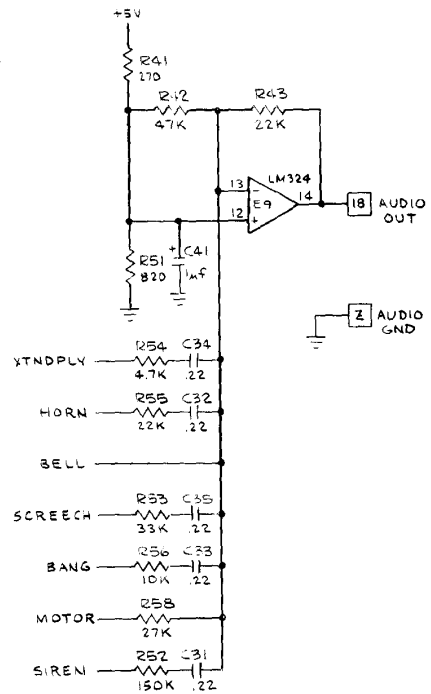 +5V
R41
270
R42
47K
R43
22K
LM324
13
-
E9
14
12
+
18
AUDIO
OUT
R51
820
+
C41
1µf
Z
AUDIO
GND
XTNDPLY
R54
4.7K
C34
.22
HORN
R55
22K
C32
.22
BELL
SCREECH
R53
33K
C35
.22
BANG
R56
10K
C33
.22
MOTOR
R58
27K
SIREN
R52
150K
C31
.22